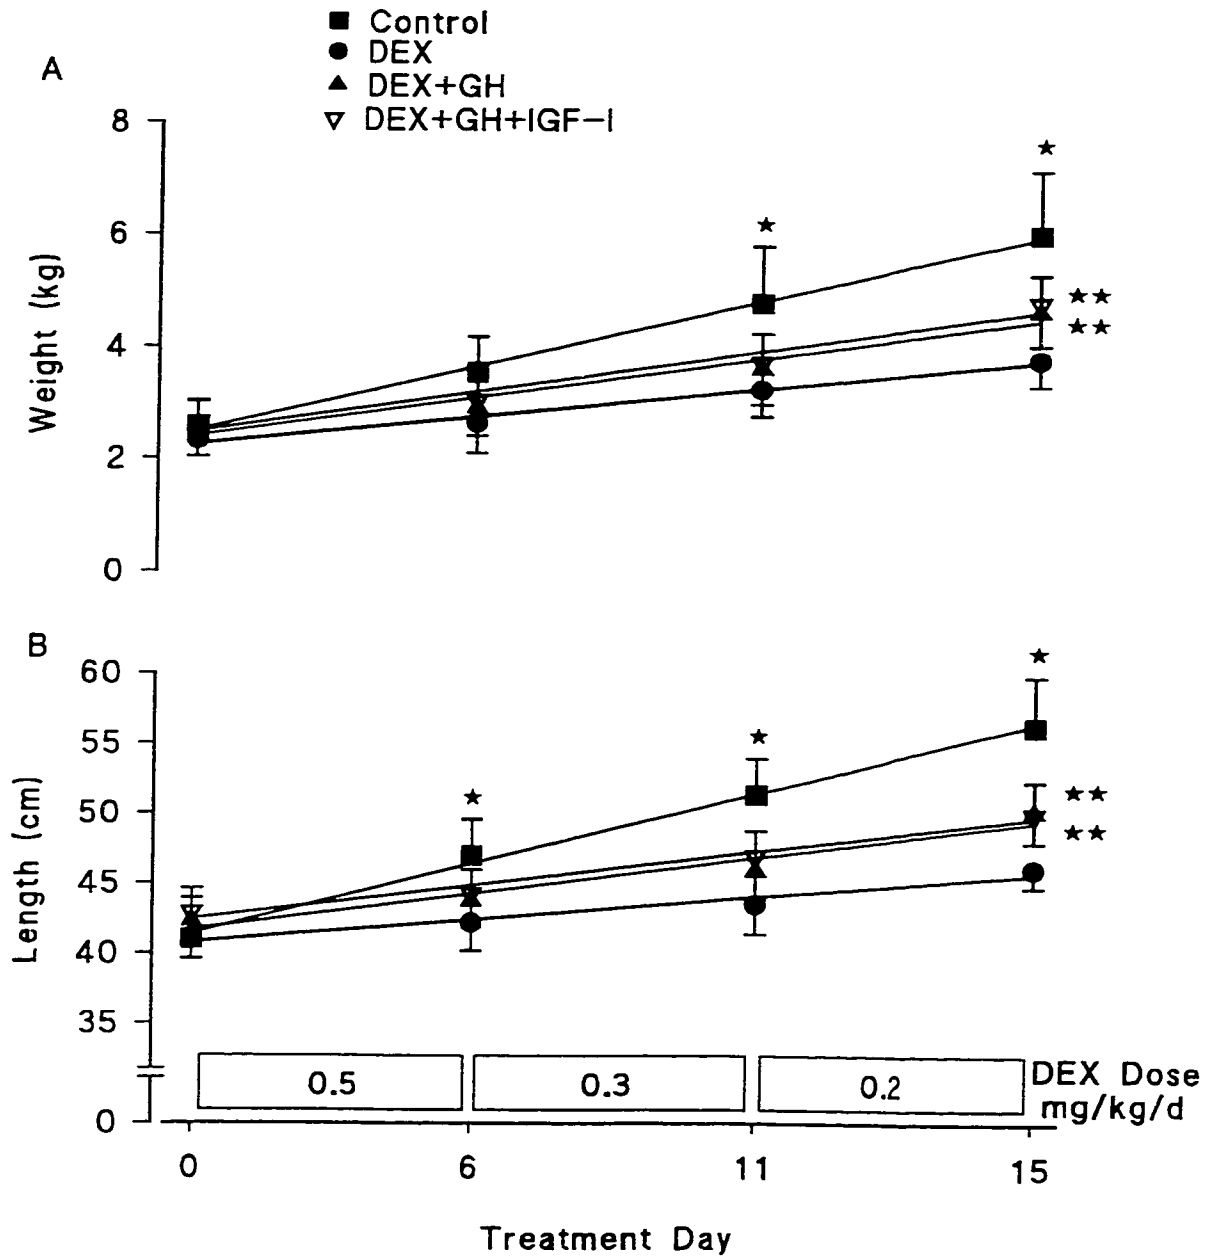 Control
DEX
DEX+GH
DEX+GH+IGF-I
A
8
6
4
2
0
Weight (kg)
★
★
★★
★★
B
60
55
50
45
40
35
0
Length (cm)
★
★
★
★★
★★
0.5
0.3
0.2
DEX Dose
mg/kg/d
0
6
11
15
Treatment Day